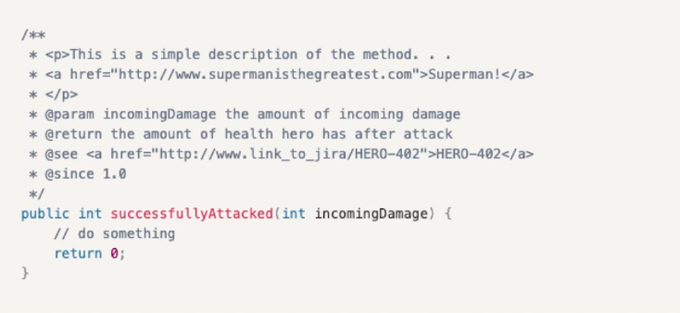 /**
 * <p>This is a simple description of the method. . .
 * <a href="http://www.supermanisthegreatest.com">Superman!</a>
 * </p>
 * @param incomingDamage the amount of incoming damage
 * @return the amount of health hero has after attack
 * @see <a href="http://www.link_to_jira/HERO-402">HERO-402</a>
 * @since 1.0
 */
public int successfullyAttacked(int incomingDamage) {
    // do something
    return 0;
}